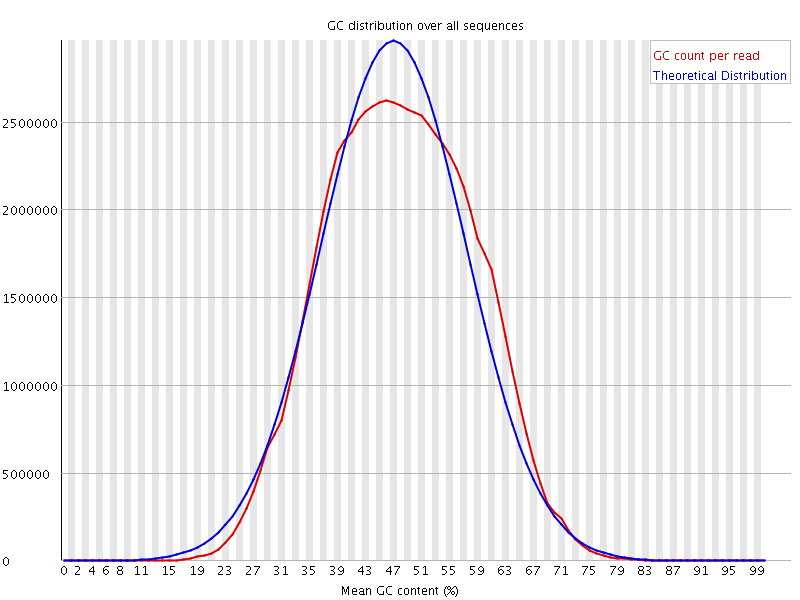 GC distribution over all sequences
GC count per read
Theoretical Distribution
2500000
2000000
1500000
1000000
500000
0
0 2 4 6 8 11 15 19 23 27 31 35 39 43 47 51 55 59 63 67 71 75 79 83 87 91 95 99
Mean GC content (%)